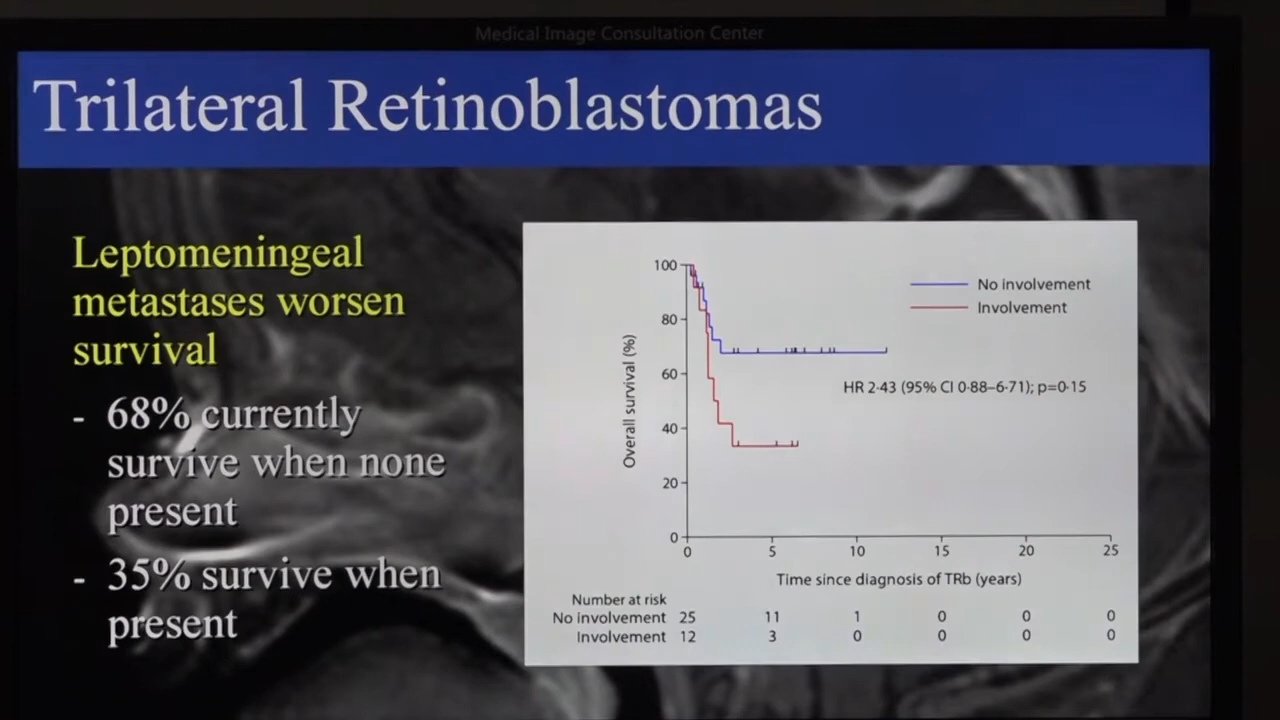 Medical Image Consultation Center
Trilateral Retinoblastomas
Leptomeningeal
metastases worsen
survival
- 68% currently
survive when none
present
- 35% survive when
present
100
80
60
40
20
0
Overall survival (%)
No involvement
Involvement
HR 2·43 (95% CI 0·88–6·71); p=0·15
0 5 10 15 20 25
Time since diagnosis of TRb (years)
Number at risk
No involvement 25 11 1 0 0 0
Involvement 12 3 0 0 0 0